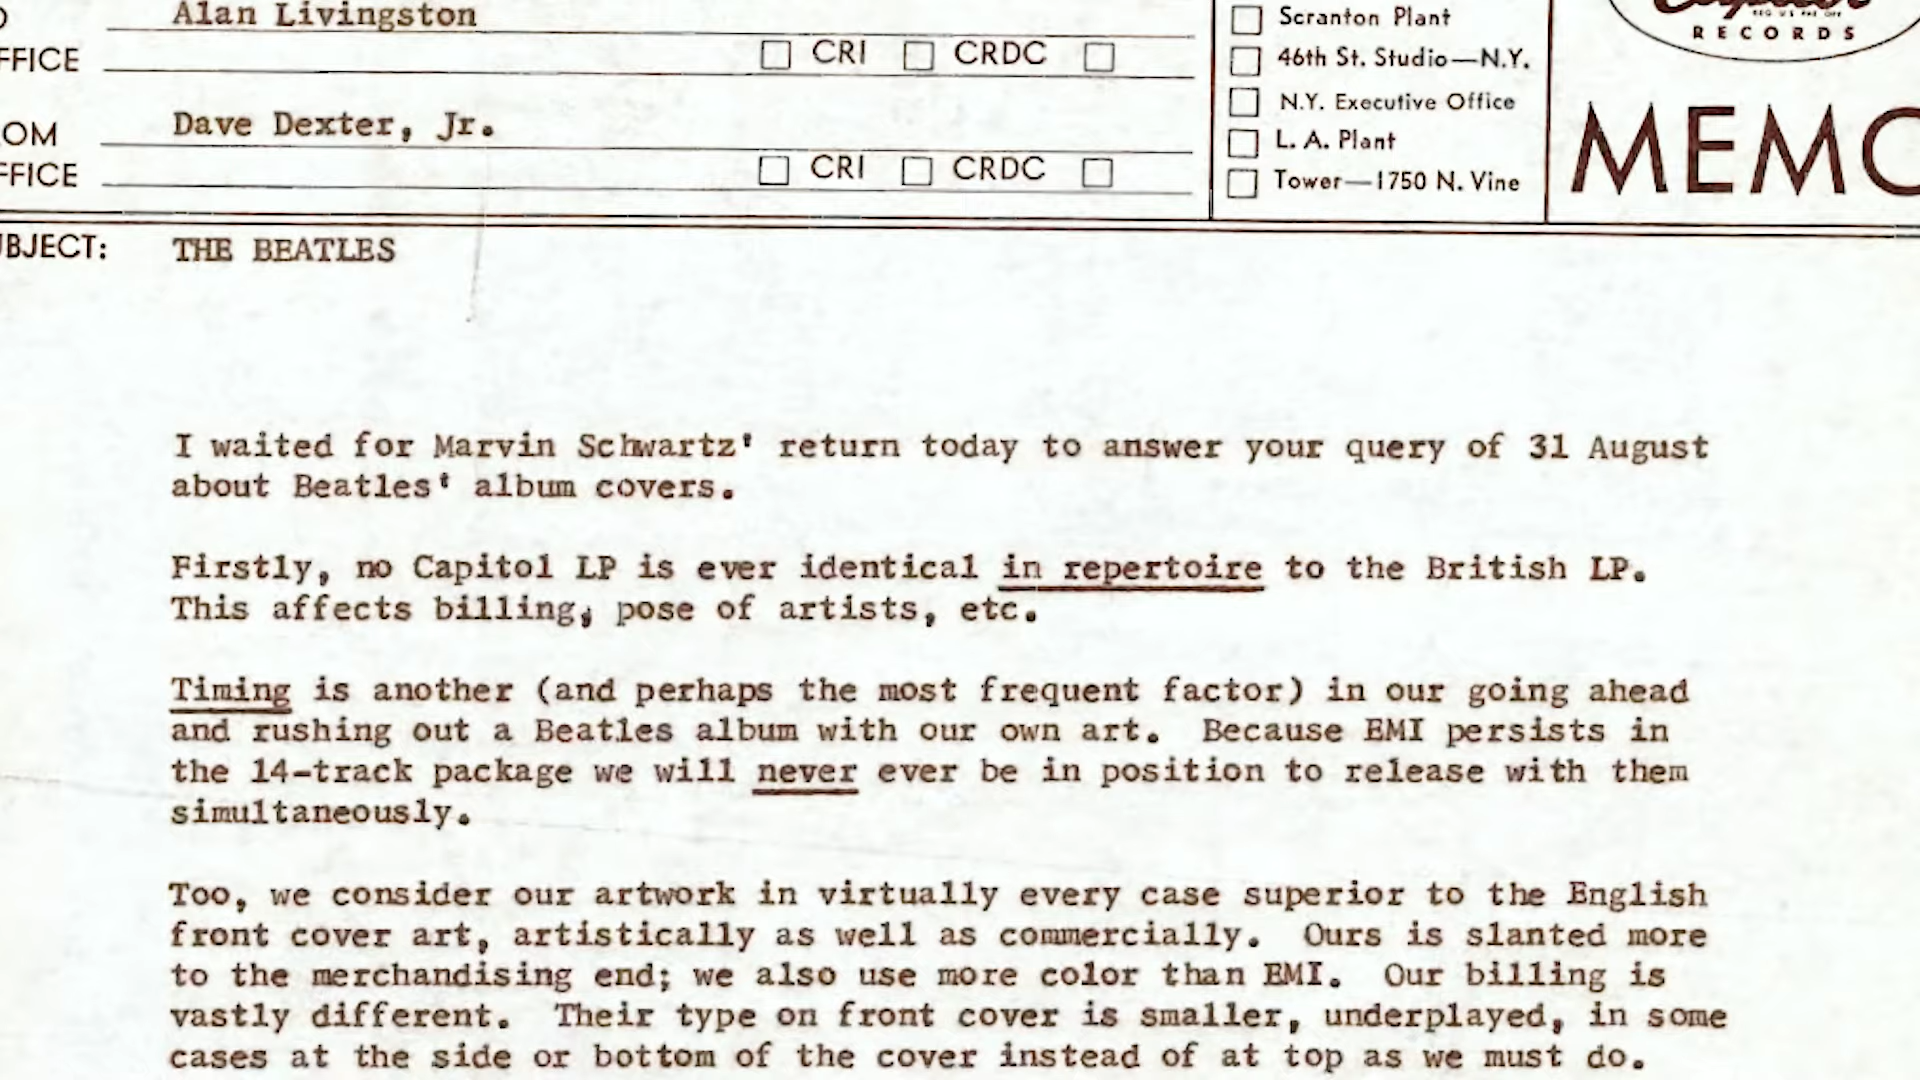 Alan Livingston
FFICE
CRI CRDC
OM
Dave Dexter, Jr.
FFICE
CRI CRDC
Scranton Plant
46th St. Studio—N.Y.
N.Y. Executive Office
L. A. Plant
Tower—1750 N. Vine
RECORDS
MEMO
BJECT: THE BEATLES
I waited for Marvin Schwartz' return today to answer your query of 31 August
about Beatles' album covers.
Firstly, no Capitol LP is ever identical in repertoire to the British LP.
This affects billing, pose of artists, etc.
Timing is another (and perhaps the most frequent factor) in our going ahead
and rushing out a Beatles album with our own art. Because EMI persists in
the 14-track package we will never ever be in position to release with them
simultaneously.
Too, we consider our artwork in virtually every case superior to the English
front cover art, artistically as well as commercially. Ours is slanted more
to the merchandising end; we also use more color than EMI. Our billing is
vastly different. Their type on front cover is smaller, underplayed, in some
cases at the side or bottom of the cover instead of at top as we must do.